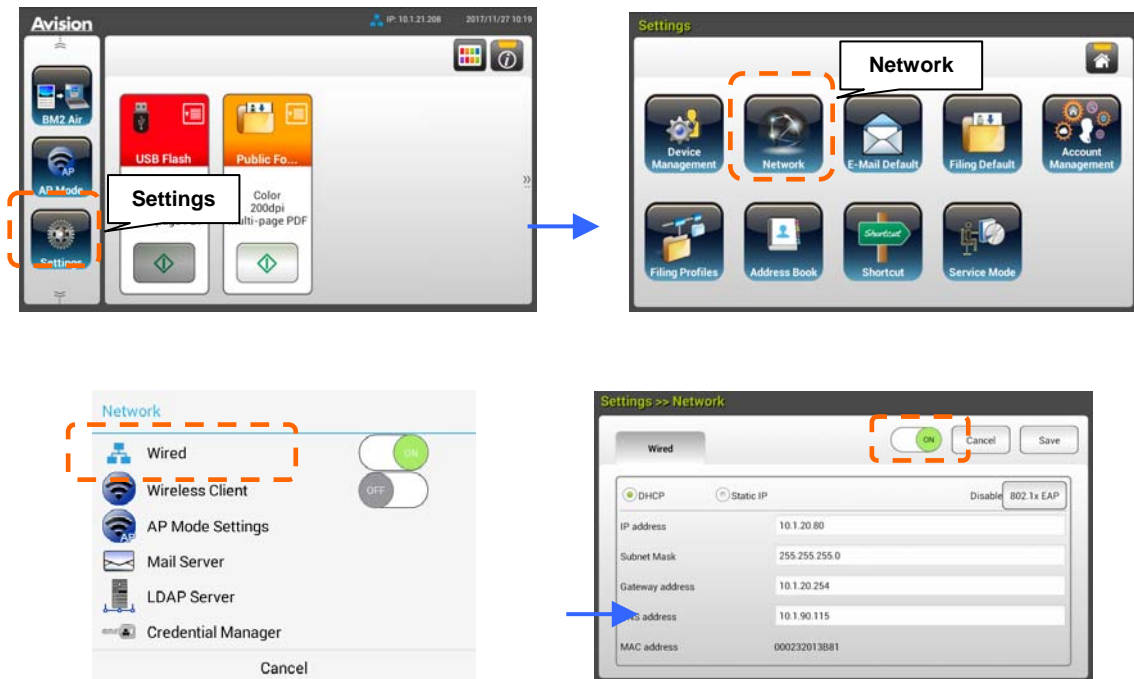 Avision
IP: 10.1.21.208 2017/11/27 10:19
BM2 Air
AP
AP Mode
Settings
USB Flash
Public Fo...
Color
200dpi
Multi-page PDF
Settings
Settings
Network
Device
Management
Network
E-Mail Default
Filing Default
Account
Management
Filing Profiles
Address Book
Shortcut
Shortcut
Service Mode
Network
Wired ON
Wireless Client OFF
AP Mode Settings
Mail Server
LDAP Server
Credential Manager
Cancel
Settings >> Network
Wired ON Cancel Save
DHCP Static IP Disable 802.1x EAP
IP address 10.1.20.80
Subnet Mask 255.255.255.0
Gateway address 10.1.20.254
address 10.1.90.115
MAC address 000232013B81